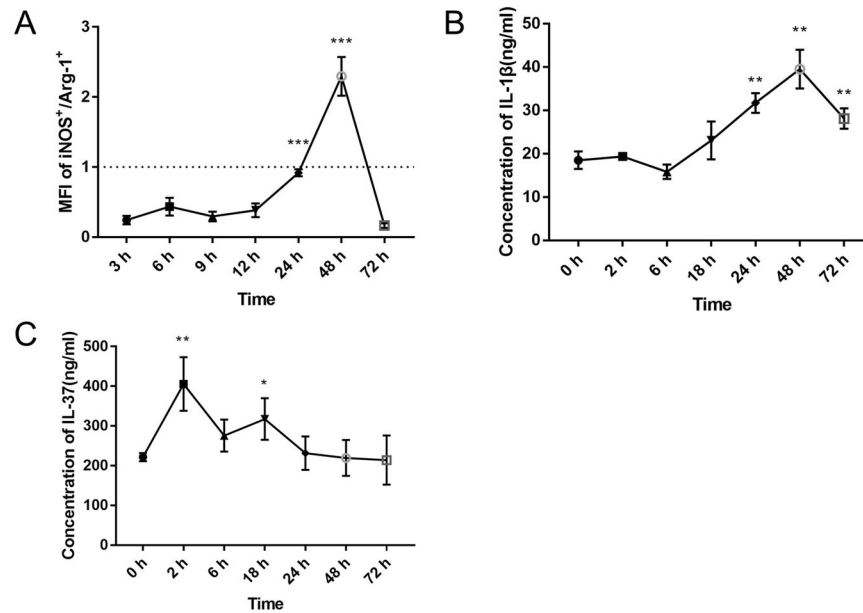 A
MFI of iNOS⁺/Arg-1⁺
3
2
1
0
***
***
3 h
6 h
9 h
12 h
24 h
48 h
72 h
Time
B
Concentration of IL-1β(ng/ml)
50
40
30
20
10
0
**
**
**
0 h
2 h
6 h
18 h
24 h
48 h
72 h
Time
C
Concentration of IL-37(ng/ml)
500
400
300
200
100
0
**
*
0 h
2 h
6 h
18 h
24 h
48 h
72 h
Time